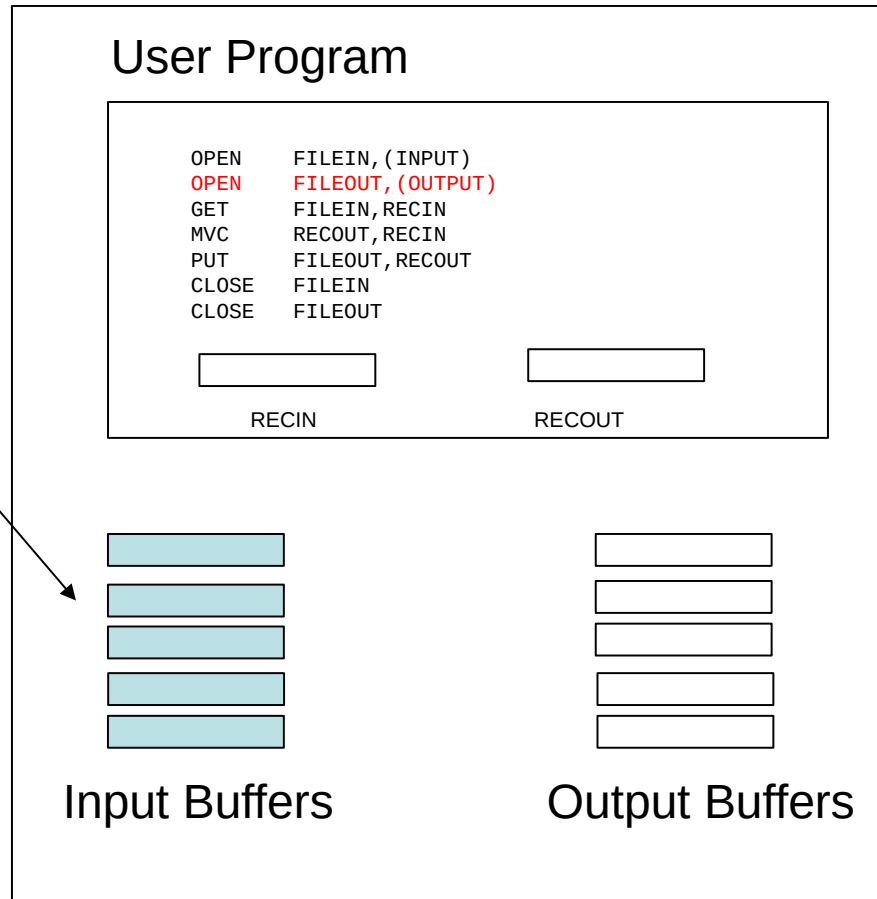 User Program
OPEN FILEIN,(INPUT)
OPEN FILEOUT,(OUTPUT)
GET FILEIN,RECIN
MVC RECOUT,RECIN
PUT FILEOUT,RECOUT
CLOSE FILEIN
CLOSE FILEOUT
RECIN RECOUT
Input Buffers Output Buffers